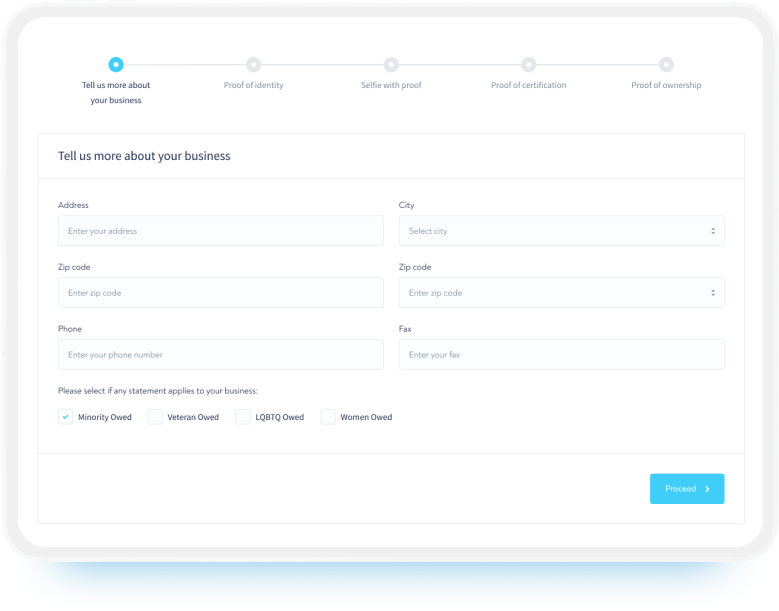 Tell us more about
your business
Proof of identity
Selfie with proof
Proof of certification
Proof of ownership
Tell us more about your business
Address
City
Enter your address
Select city
Zip code
Zip code
Enter zip code
Enter zip code
Phone
Fax
Enter your phone number
Enter your fax
Please select if any statement applies to your business:
Minority Owed
Veteran Owed
LQBTQ Owed
Women Owed
Proceed